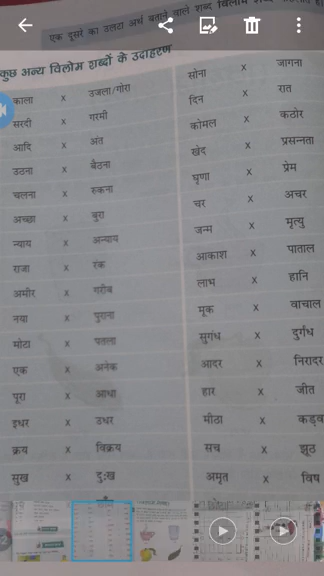 एक दूसरे का उलटा अर्थ बताने वाले शब्द विलोम शब्द
कुछ अन्य विलोम शब्दों के उदाहरण
काला x उजला/गोरा
सरदी x गरमी
आदि x अंत
उठना x बैठना
चलना x रुकना
अच्छा x बुरा
न्याय x अन्याय
राजा x रंक
अमीर x गरीब
नया x पुराना
मोटा x पतला
एक x अनेक
पूरा x आधा
इधर x उधर
क्रय x विक्रय
सुख x दुःख
सोना x जागना
दिन x रात
कोमल x कठोर
खेद x प्रसन्नता
घृणा x प्रेम
चर x अचर
जन्म x मृत्यु
आकाश x पाताल
लाभ x हानि
मूक x वाचाल
सुगंध x दुर्गंध
आदर x निरादर
हार x जीत
मीठा x कड़व
सच x झूठ
अमृत x विष